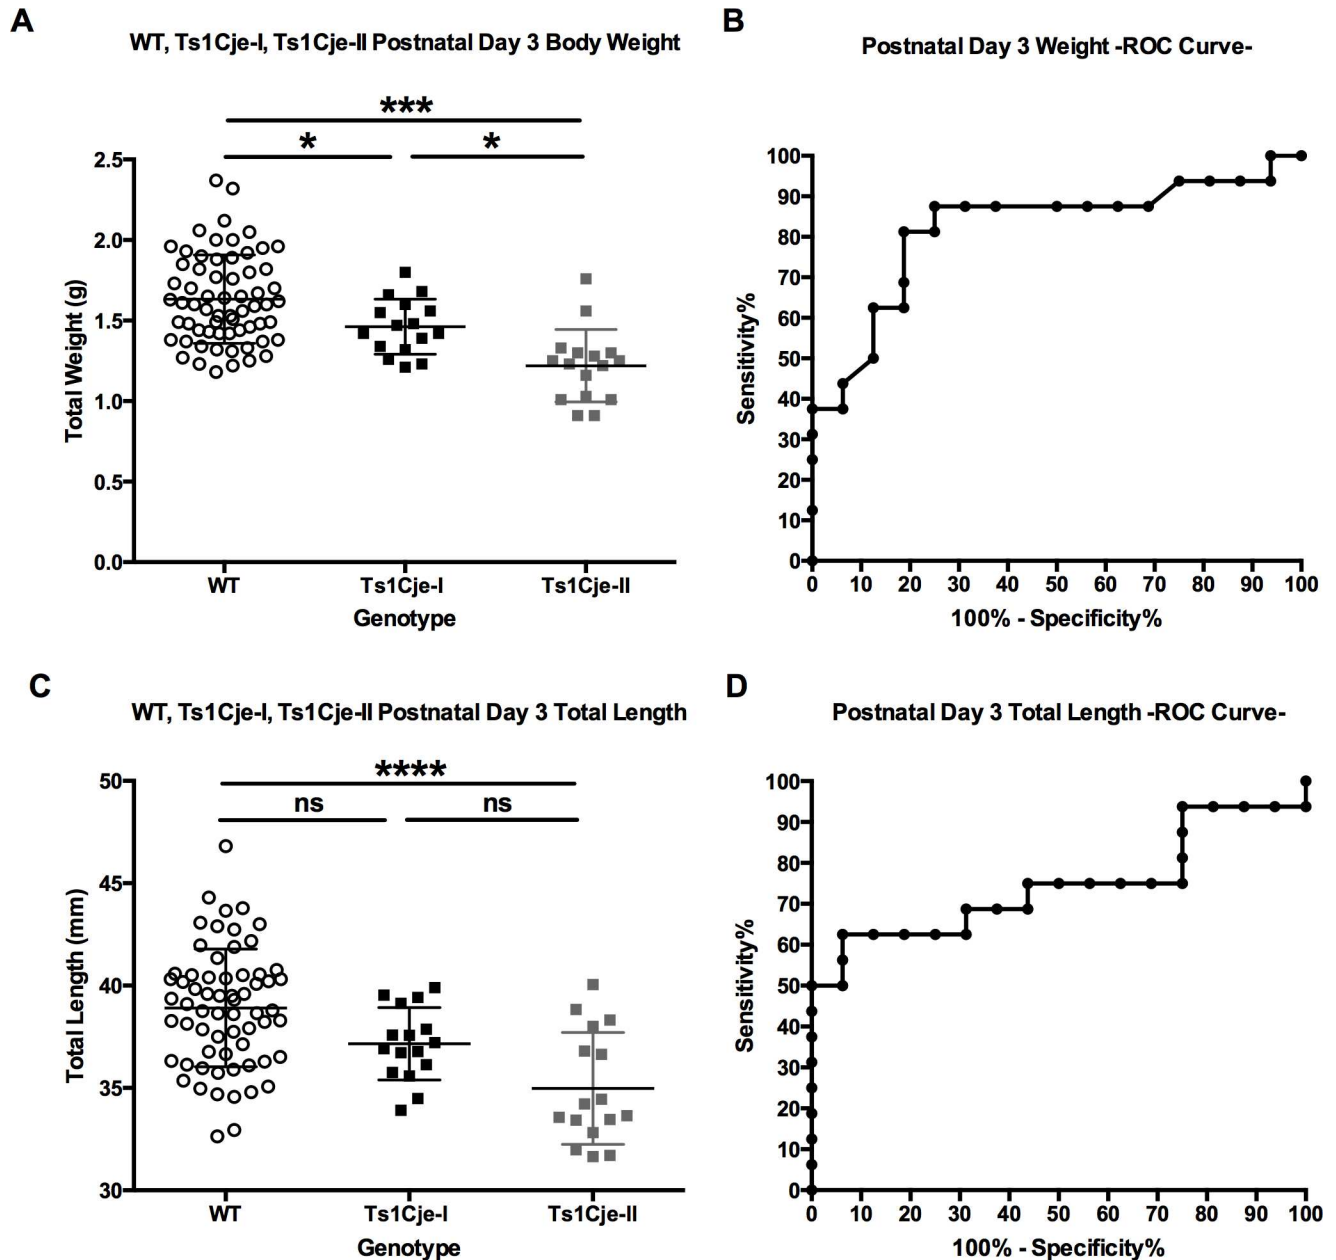 A
WT, Ts1Cje-I, Ts1Cje-II Postnatal Day 3 Body Weight
***
* *
2.5
2.0
1.5
1.0
0.5
0.0
Total Weight (g)
WT Ts1Cje-I Ts1Cje-II
Genotype
B
Postnatal Day 3 Weight -ROC Curve-
100
90
80
70
60
50
40
30
20
10
0
Sensitivity%
0 10 20 30 40 50 60 70 80 90 100
100% - Specificity%
C
WT, Ts1Cje-I, Ts1Cje-II Postnatal Day 3 Total Length
****
ns ns
50
45
40
35
30
Total Length (mm)
WT Ts1Cje-I Ts1Cje-II
Genotype
D
Postnatal Day 3 Total Length -ROC Curve-
100
90
80
70
60
50
40
30
20
10
0
Sensitivity%
0 10 20 30 40 50 60 70 80 90 100
100% - Specificity%